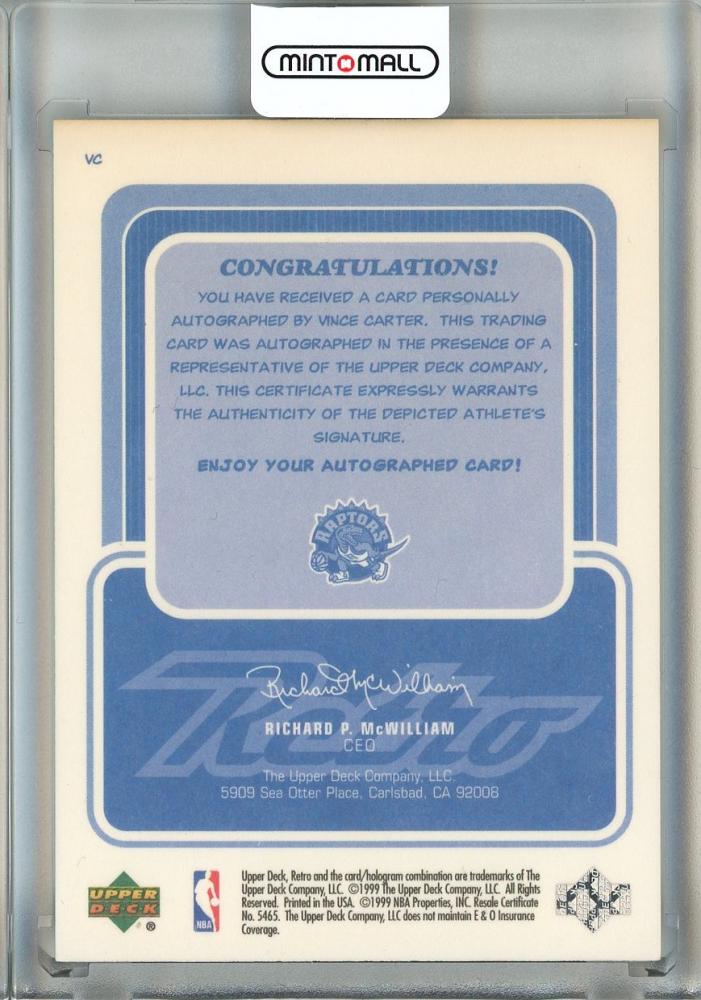 MINTMALL
VC
CONGRATULATIONS!
YOU HAVE RECEIVED A CARD PERSONALLY
AUTOGRAPHED BY VINCE CARTER. THIS TRADING
CARD WAS AUTOGRAPHED IN THE PRESENCE OF A
REPRESENTATIVE OF THE UPPER DECK COMPANY,
LLC. THIS CERTIFICATE EXPRESSLY WARRANTS
THE AUTHENTICITY OF THE DEPICTED ATHLETE'S
SIGNATURE.
ENJOY YOUR AUTOGRAPHED CARD!
RAPTORS
Retro
Richard McWilliam
RICHARD P. McWILLIAM
CEO
The Upper Deck Company, LLC.
5909 Sea Otter Place, Carlsbad, CA 92008
UPPER
DECK
®
NBA
Upper Deck, Retro and the card/hologram combination are trademarks of The
Upper Deck Company, LLC. ©1999 The Upper Deck Company, LLC. All Rights
Reserved. Printed in the USA. ©1999 NBA Properties, INC. Resale Certificate
No. 5465. The Upper Deck Company, LLC does not maintain E & O Insurance
Coverage.